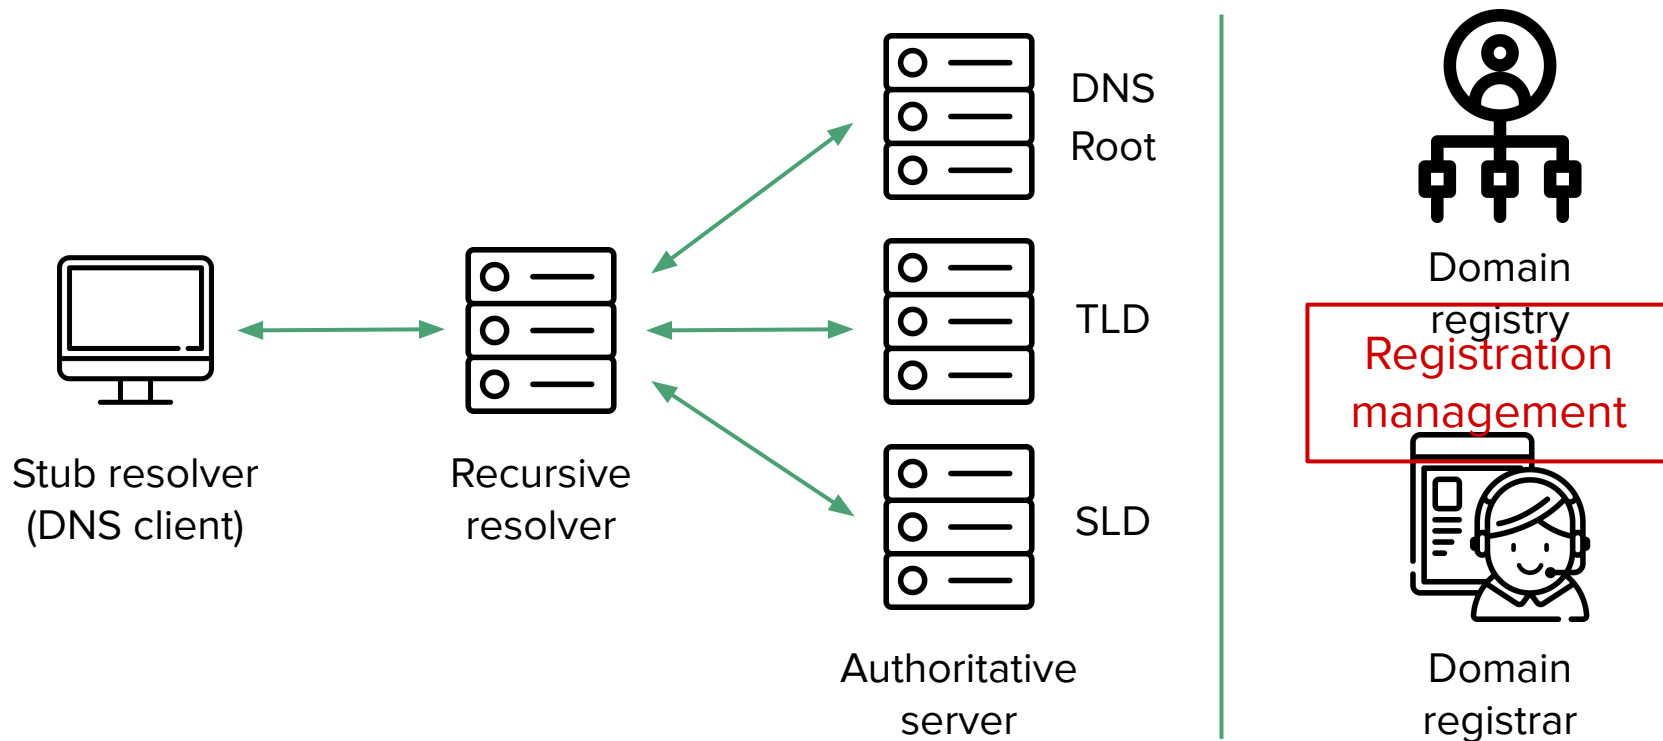 Stub resolver
(DNS client)
Recursive
resolver
DNS
Root
TLD
SLD
Authoritative
server
Domain
registry
Registration
management
Domain
registrar